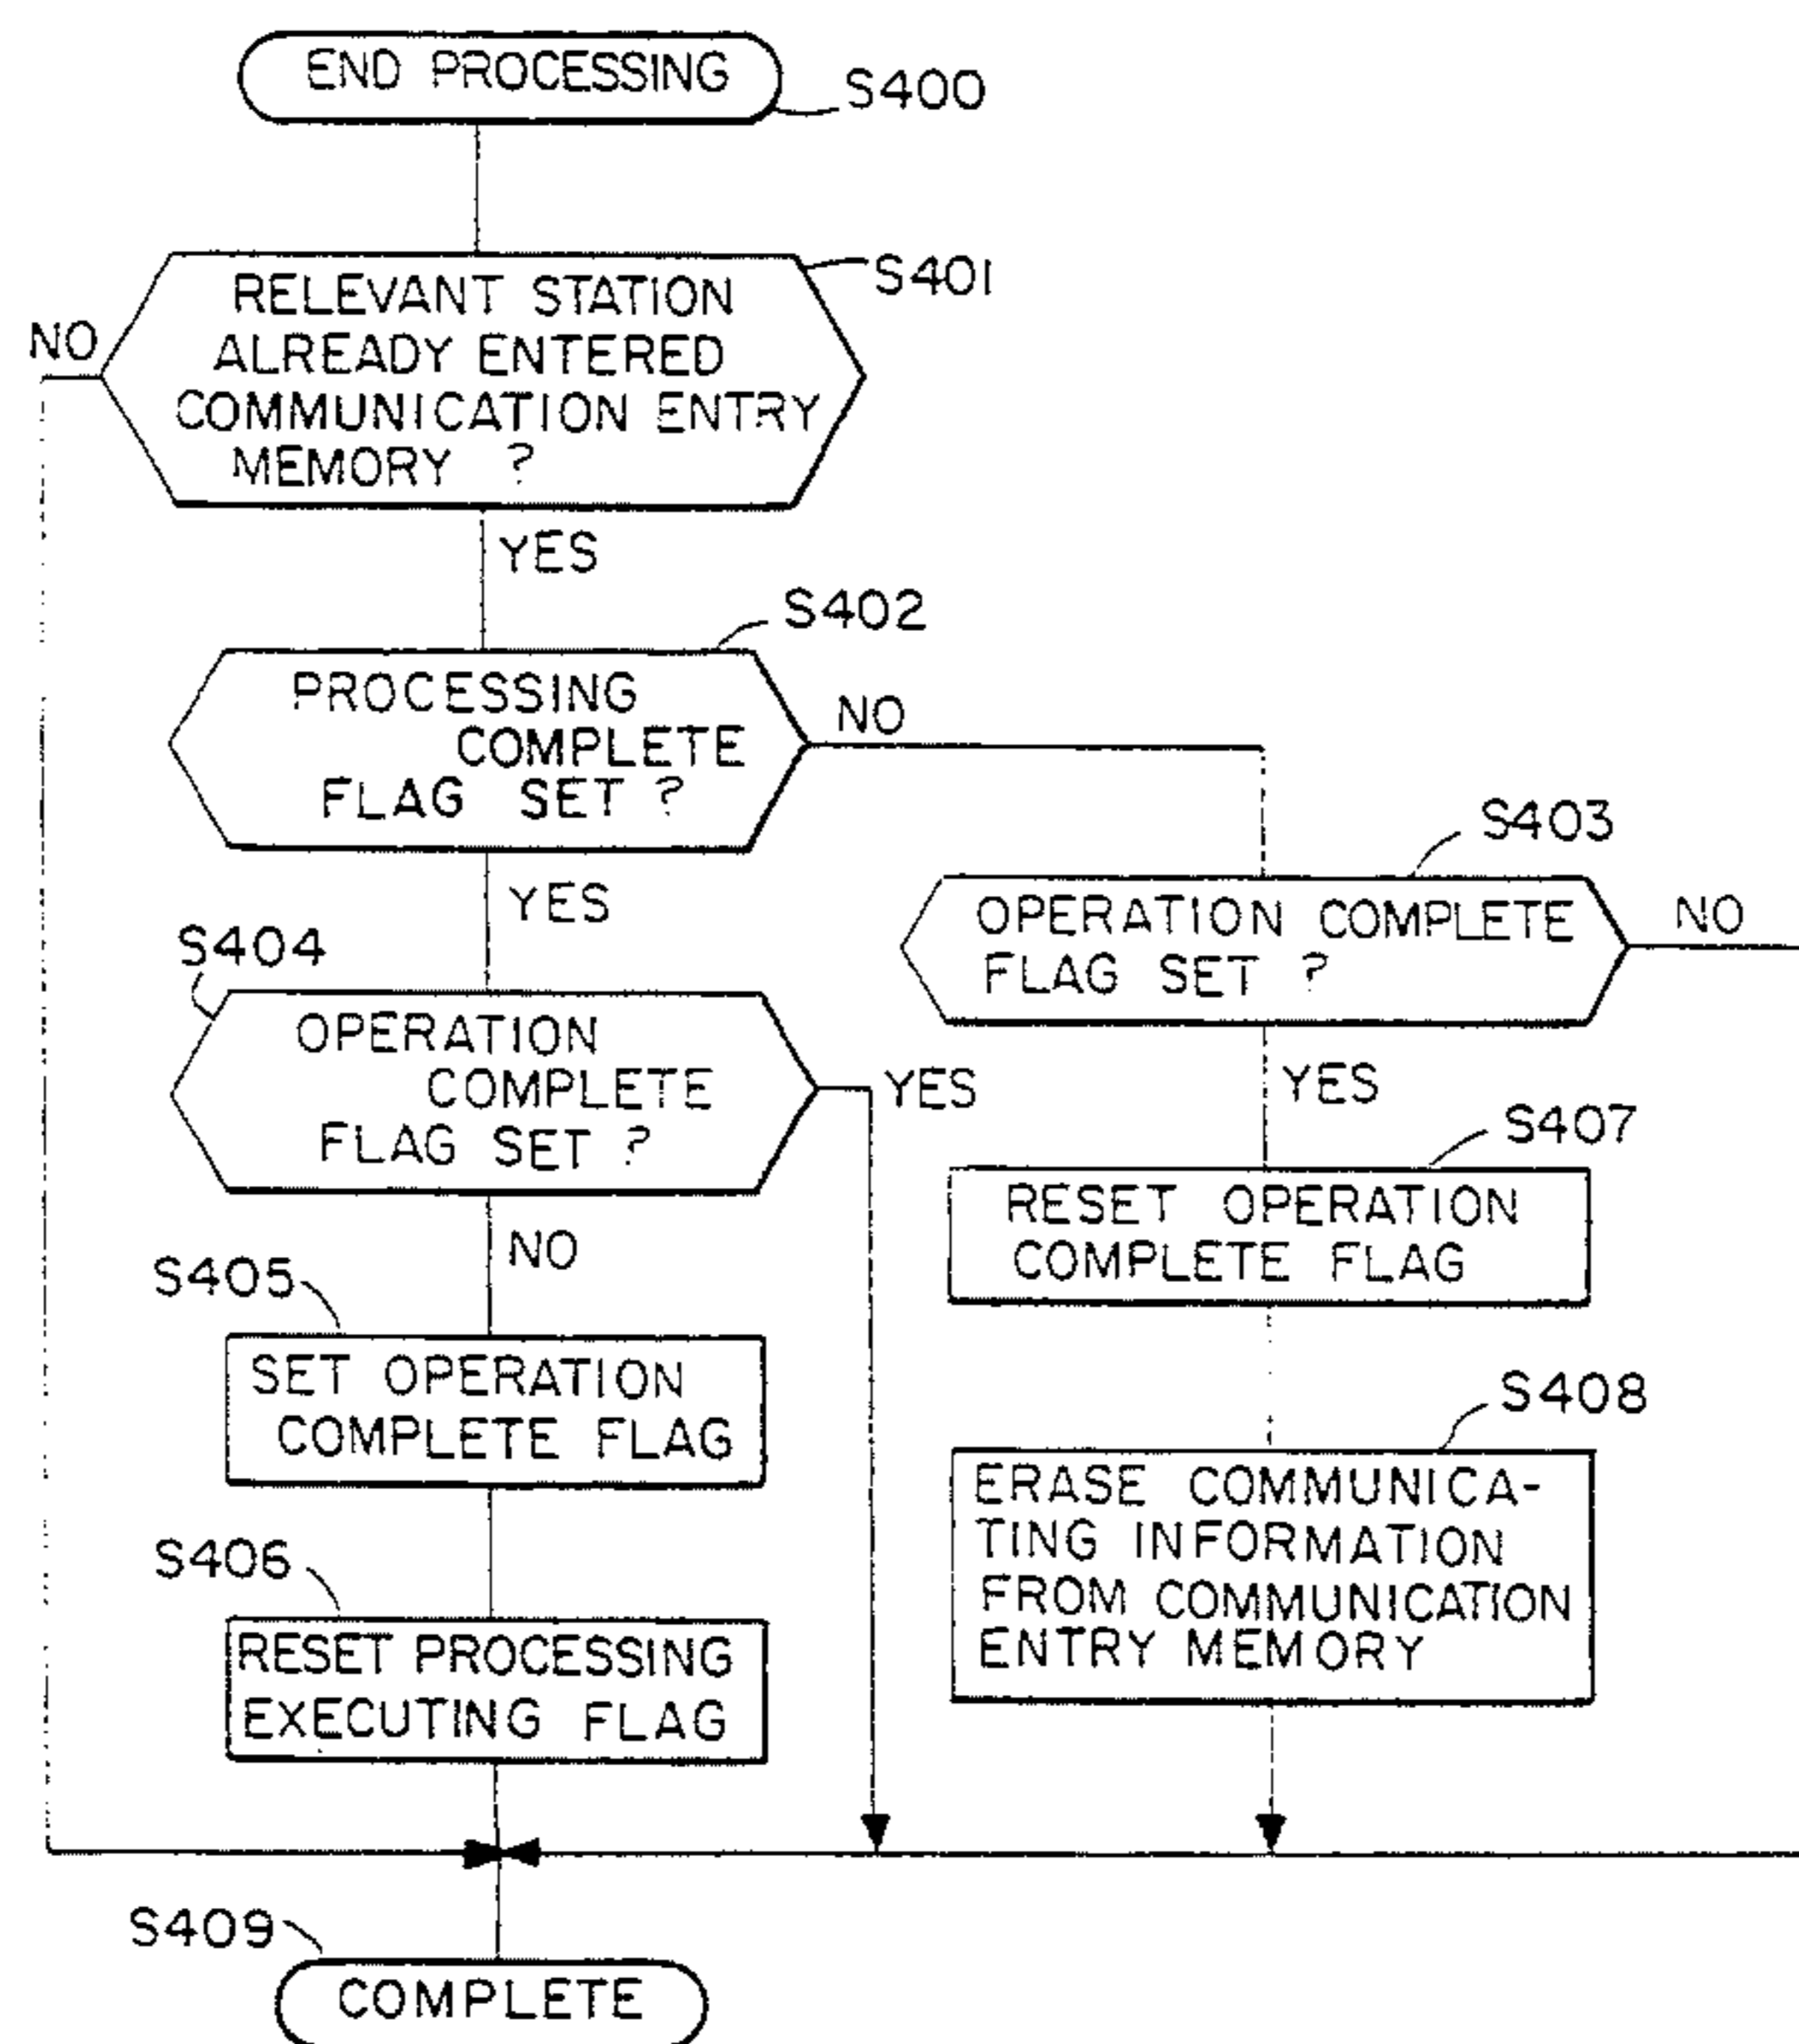 END PROCESSING
S400
RELEVANT STATION
ALREADY ENTERED
COMMUNICATION ENTRY
MEMORY ?
S401
NO
YES
S402
PROCESSING
COMPLETE
FLAG SET ?
NO
YES
S403
OPERATION COMPLETE
FLAG SET ?
NO
YES
S404
OPERATION
COMPLETE
FLAG SET ?
YES
NO
S407
RESET OPERATION
COMPLETE FLAG
S405
SET OPERATION
COMPLETE FLAG
S408
ERASE COMMUNICA-
TING INFORMATION
FROM COMMUNICATION
ENTRY MEMORY
S406
RESET PROCESSING
EXECUTING FLAG
S409
COMPLETE